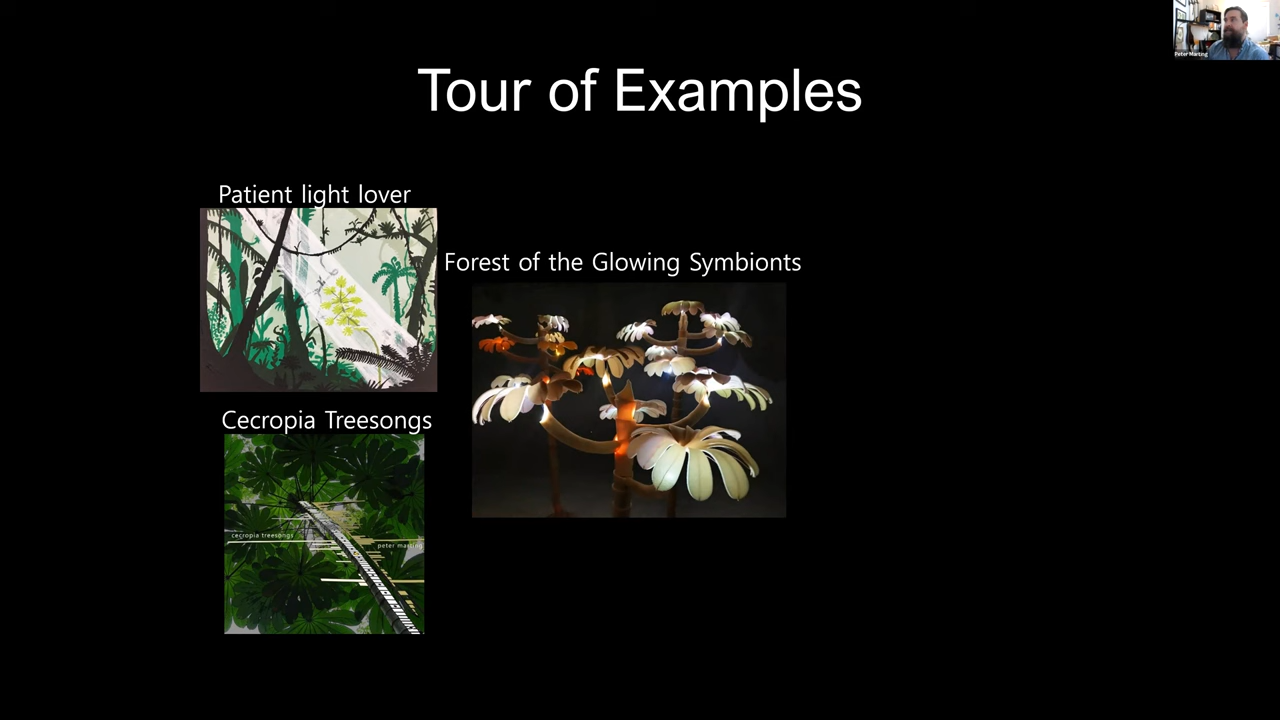 Peter Marting
Tour of Examples
Patient light lover
Forest of the Glowing Symbionts
Cecropia Treesongs
cecropia treesongs
peter marting